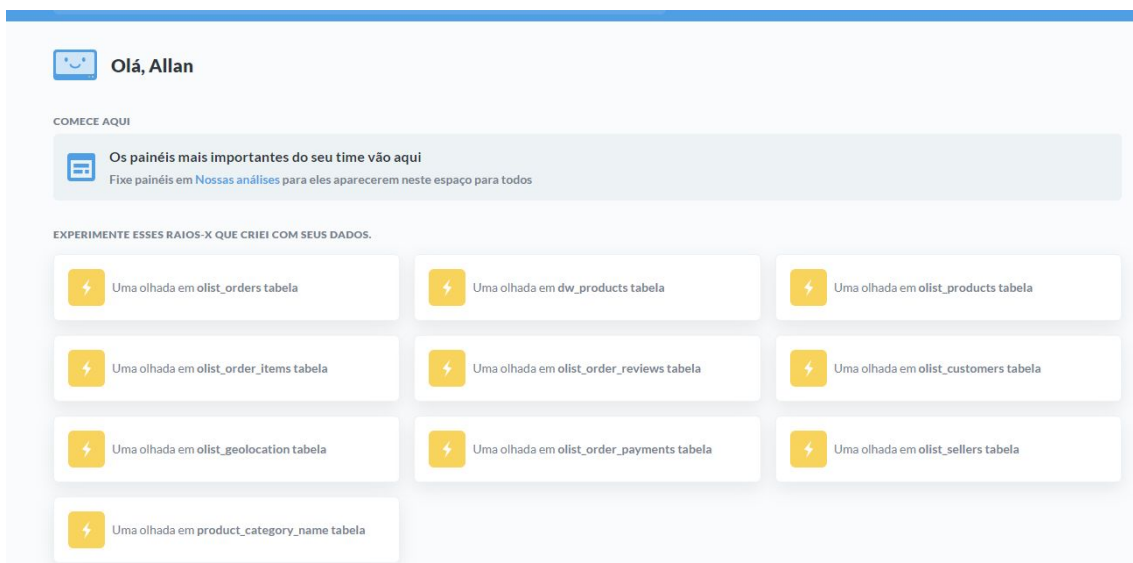 Olá, Allan
COMECE AQUI
Os painéis mais importantes do seu time vão aqui
Fixe painéis em Nossas análises para eles aparecerem neste espaço para todos
EXPERIMENTE ESSES RAIOS-X QUE CRIEI COM SEUS DADOS.
Uma olhada em olist_orders tabela
Uma olhada em dw_products tabela
Uma olhada em olist_products tabela
Uma olhada em olist_order_items tabela
Uma olhada em olist_order_reviews tabela
Uma olhada em olist_customers tabela
Uma olhada em olist_geolocation tabela
Uma olhada em olist_order_payments tabela
Uma olhada em olist_sellers tabela
Uma olhada em product_category_name tabela